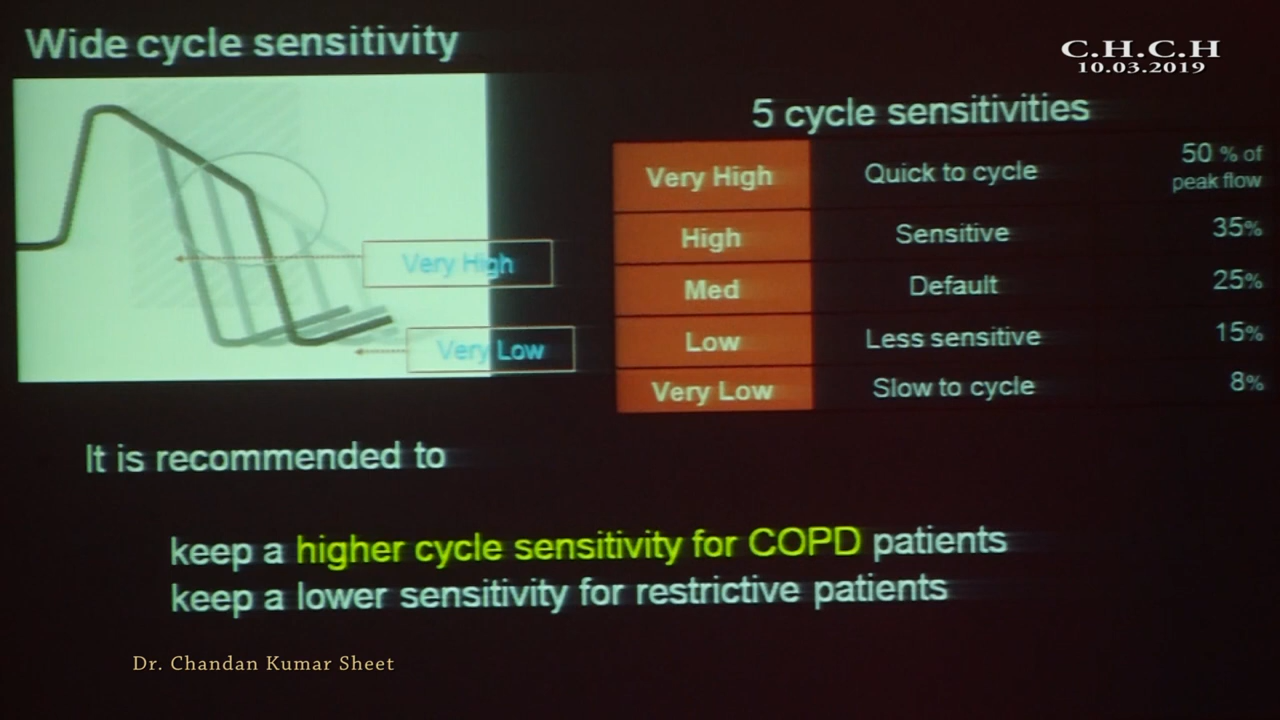 Wide cycle sensitivity
C.H.C.H
10.03.2019
5 cycle sensitivities
Very High Quick to cycle 50 % of
peak flow
High Sensitive 35%
Med Default 25%
Low Less sensitive 15%
Very Low Slow to cycle 8%
Very High
Very Low
It is recommended to
keep a higher cycle sensitivity for COPD patients
keep a lower sensitivity for restrictive patients
Dr. Chandan Kumar Sheet